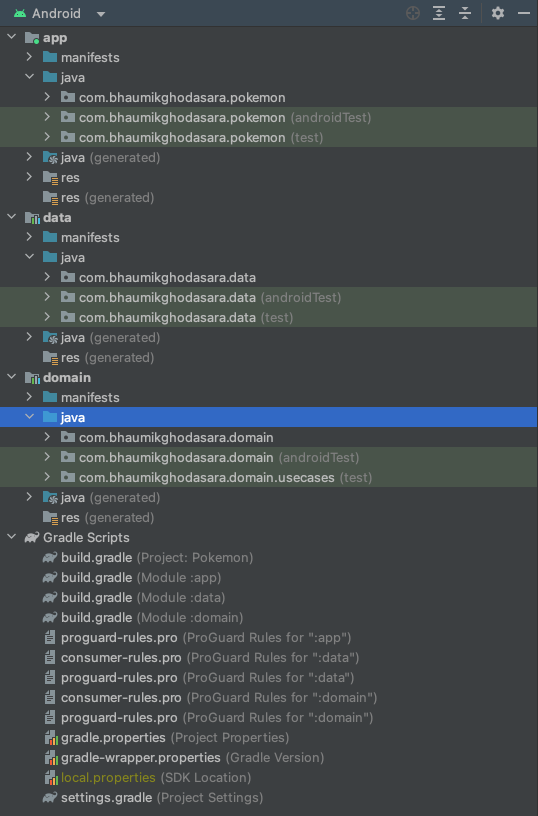 Android
app
manifests
java
com.bhaumikghodasara.pokemon
com.bhaumikghodasara.pokemon (androidTest)
com.bhaumikghodasara.pokemon (test)
java (generated)
res
res (generated)
data
manifests
java
com.bhaumikghodasara.data
com.bhaumikghodasara.data (androidTest)
com.bhaumikghodasara.data (test)
java (generated)
res (generated)
domain
manifests
java
com.bhaumikghodasara.domain
com.bhaumikghodasara.domain (androidTest)
com.bhaumikghodasara.domain.usecases (test)
java (generated)
res (generated)
Gradle Scripts
build.gradle (Project: Pokemon)
build.gradle (Module :app)
build.gradle (Module :data)
build.gradle (Module :domain)
proguard-rules.pro (ProGuard Rules for ":app")
consumer-rules.pro (ProGuard Rules for ":data")
proguard-rules.pro (ProGuard Rules for ":data")
consumer-rules.pro (ProGuard Rules for ":domain")
proguard-rules.pro (ProGuard Rules for ":domain")
gradle.properties (Project Properties)
gradle-wrapper.properties (Gradle Version)
local.properties (SDK Location)
settings.gradle (Project Settings)